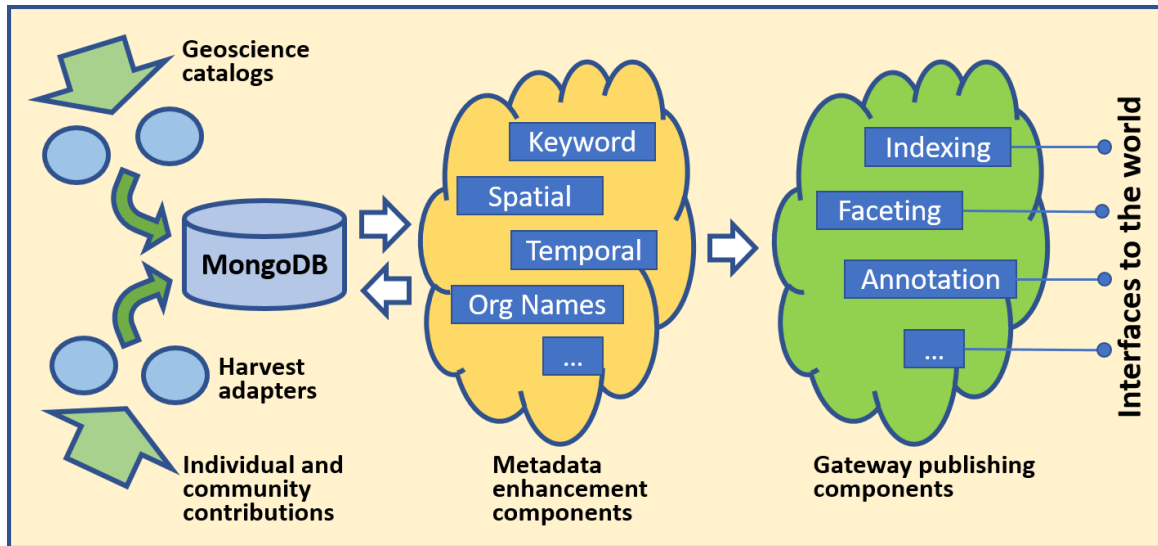 Geoscience
catalogs
MongoDB
Harvest
adapters
Individual and
community
contributions
Keyword
Spatial
Temporal
Org Names
...
Metadata
enhancement
components
Indexing
Faceting
Annotation
...
Gateway publishing
components
Interfaces to the world